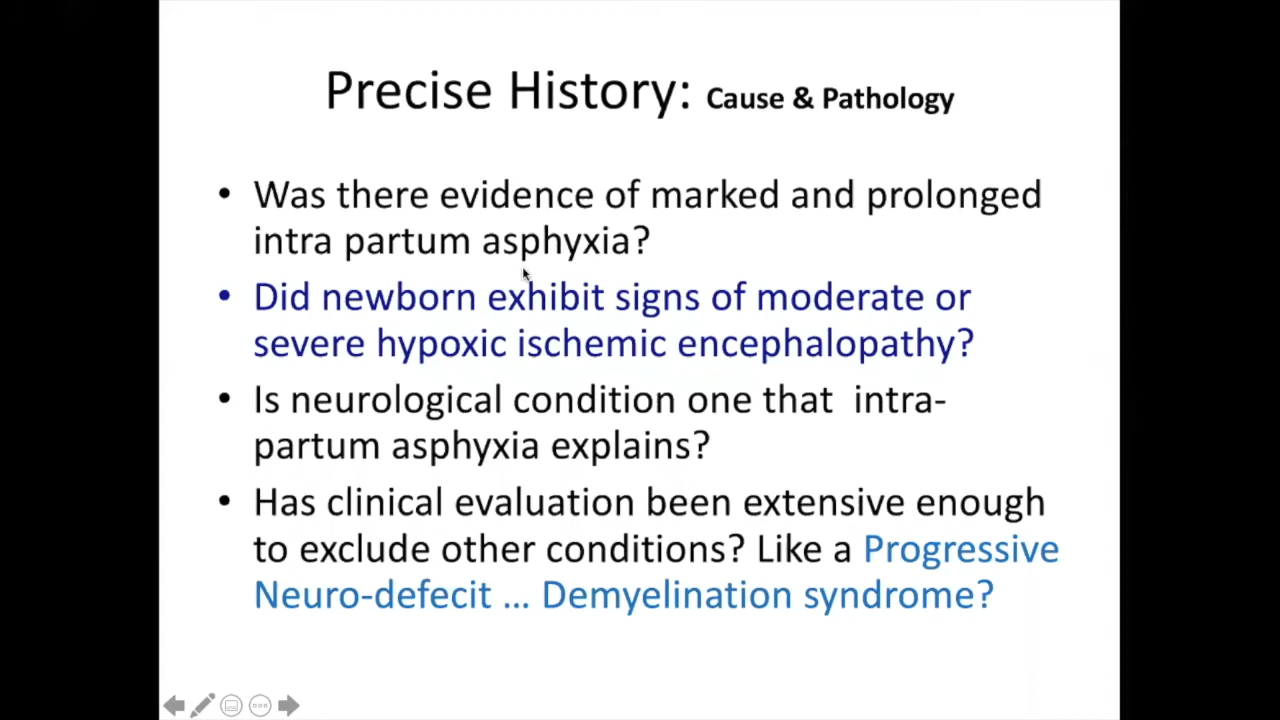 Precise History: Cause & Pathology
• Was there evidence of marked and prolonged
intra partum asphyxia?
• Did newborn exhibit signs of moderate or
severe hypoxic ischemic encephalopathy?
• Is neurological condition one that  intra-
partum asphyxia explains?
• Has clinical evaluation been extensive enough
to exclude other conditions? Like a Progressive
Neuro-defecit ... Demyelination syndrome?